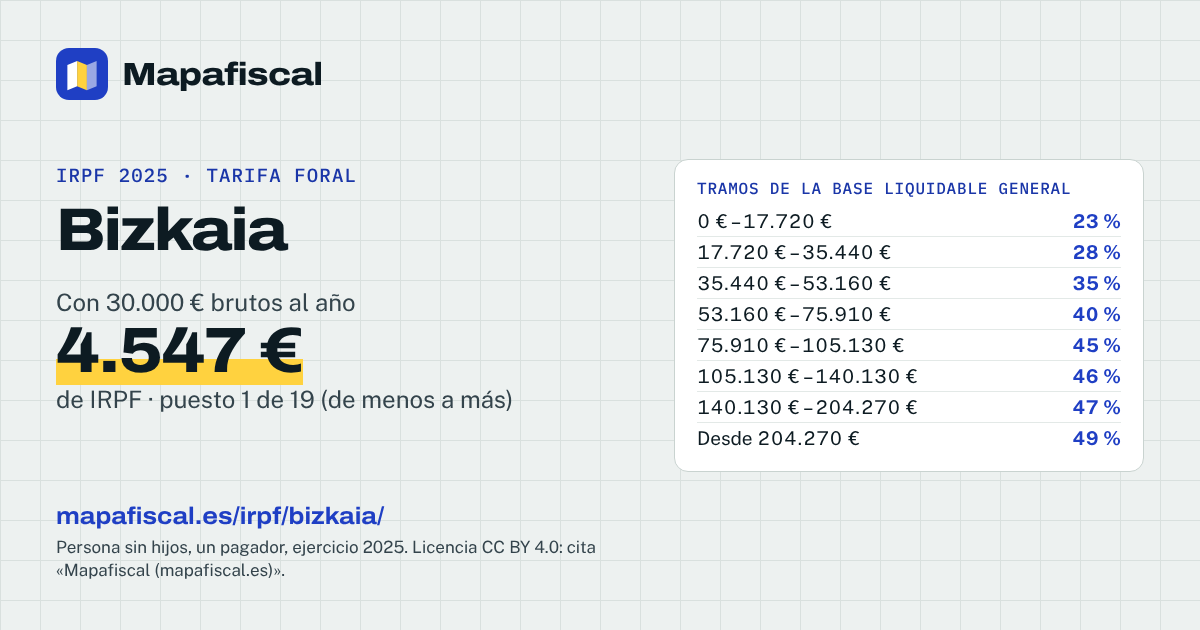 Mapafiscal
IRPF 2025 · TARIFA FORAL
Bizkaia
Con 30.000 € brutos al año
4.547 €
de IRPF · puesto 1 de 19 (de menos a más)
TRAMOS DE LA BASE LIQUIDABLE GENERAL
0 € – 17.720 € 23 %
17.720 € – 35.440 € 28 %
35.440 € – 53.160 € 35 %
53.160 € – 75.910 € 40 %
75.910 € – 105.130 € 45 %
105.130 € – 140.130 € 46 %
140.130 € – 204.270 € 47 %
Desde 204.270 € 49 %
mapafiscal.es/irpf/bizkaia/
Persona sin hijos, un pagador, ejercicio 2025. Licencia CC BY 4.0: cita
«Mapafiscal (mapafiscal.es)».